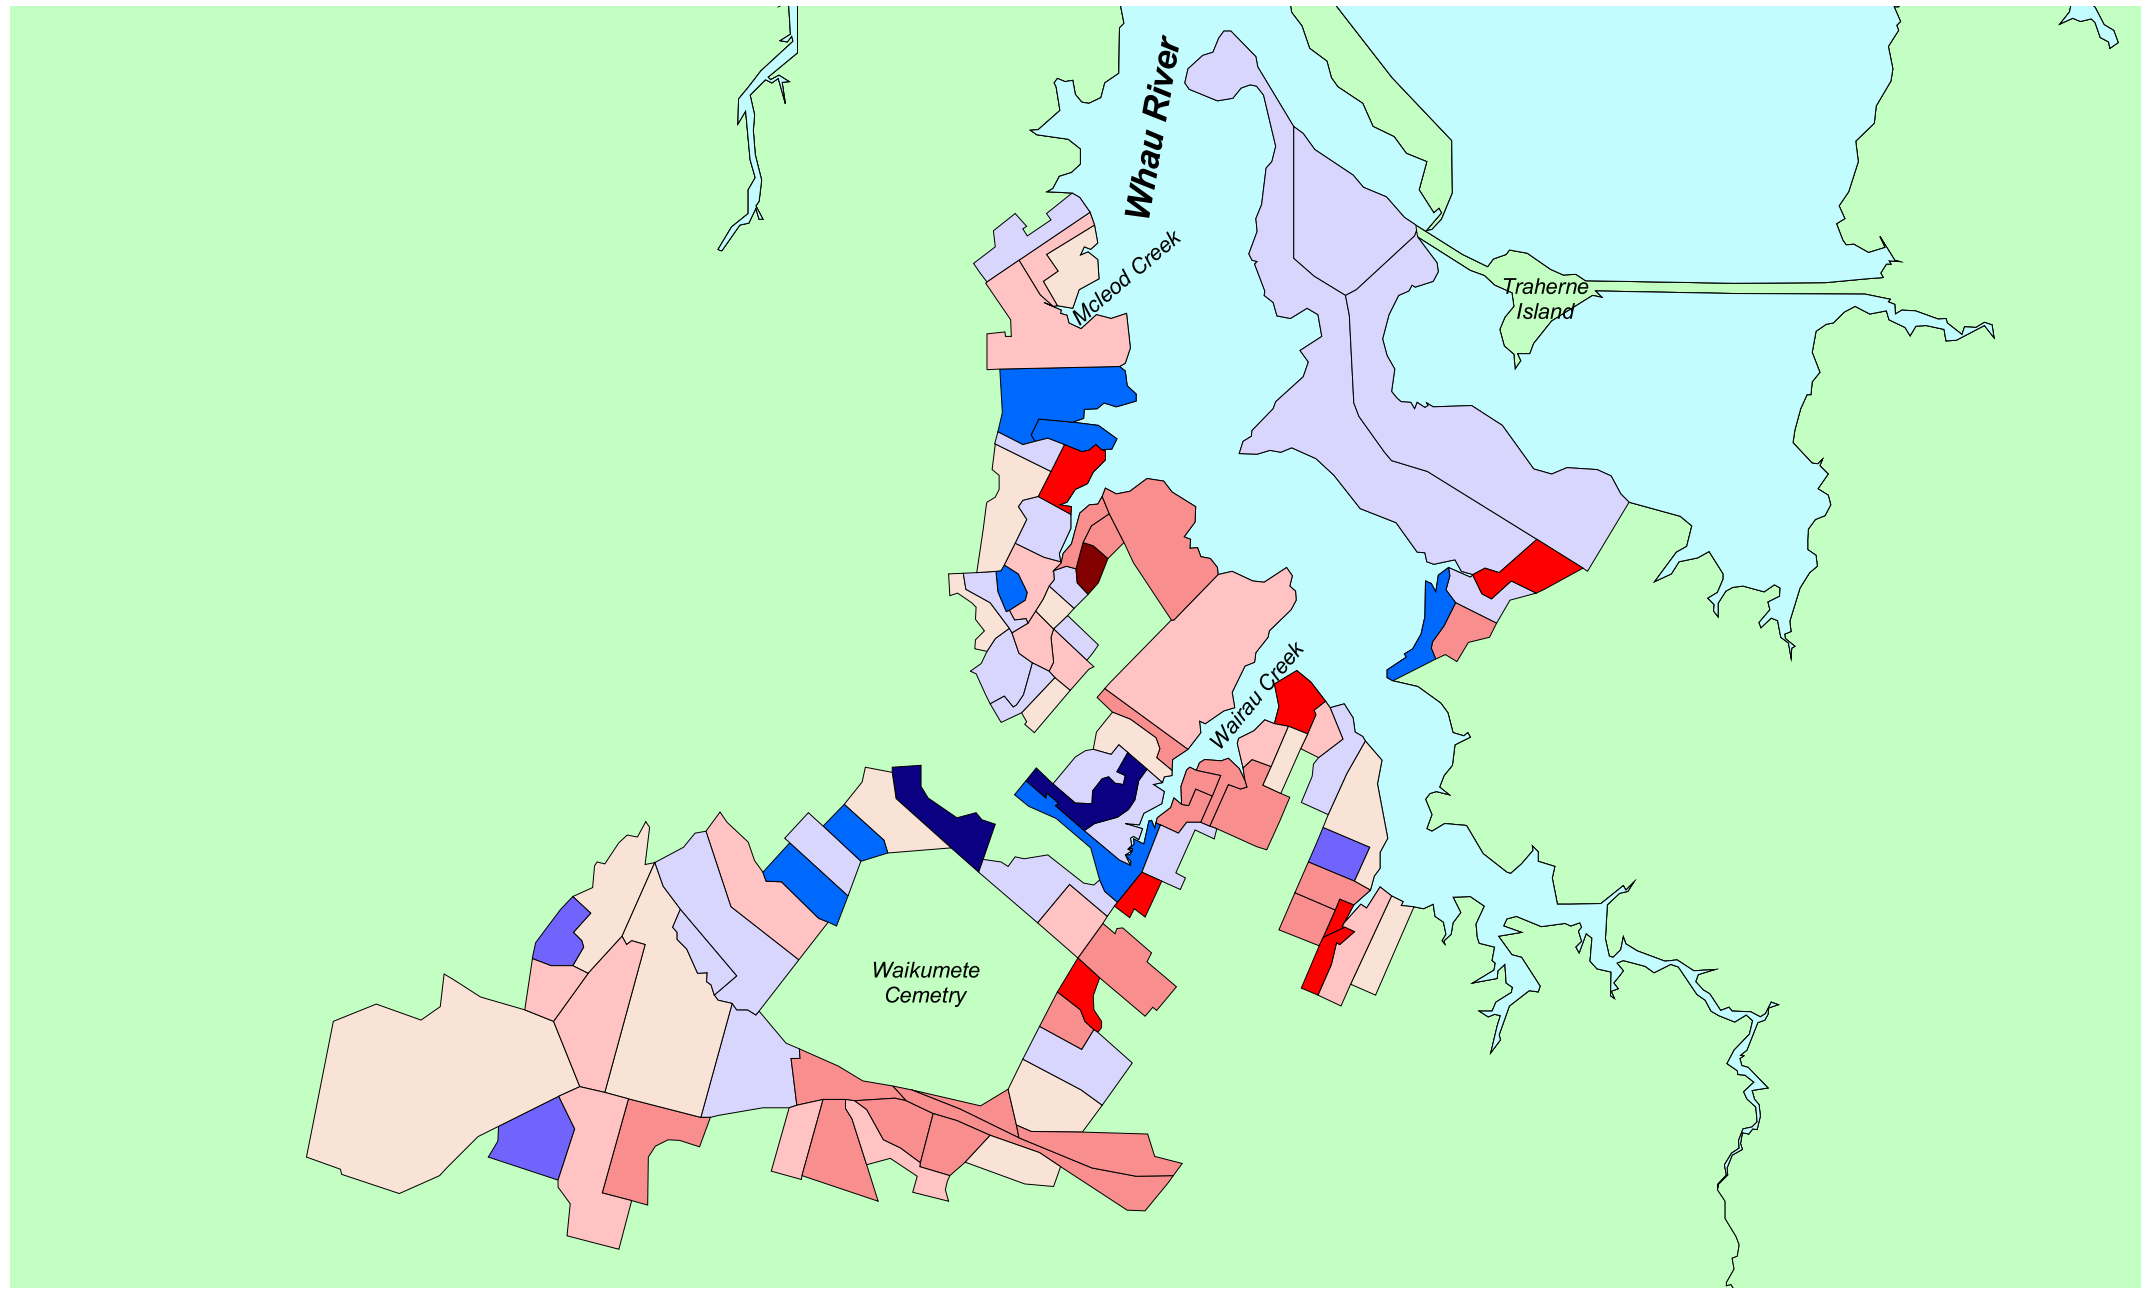 Whau River
Mcleod Creek
Traherne
Island
Wairau Creek
Waikumete
Cemetry